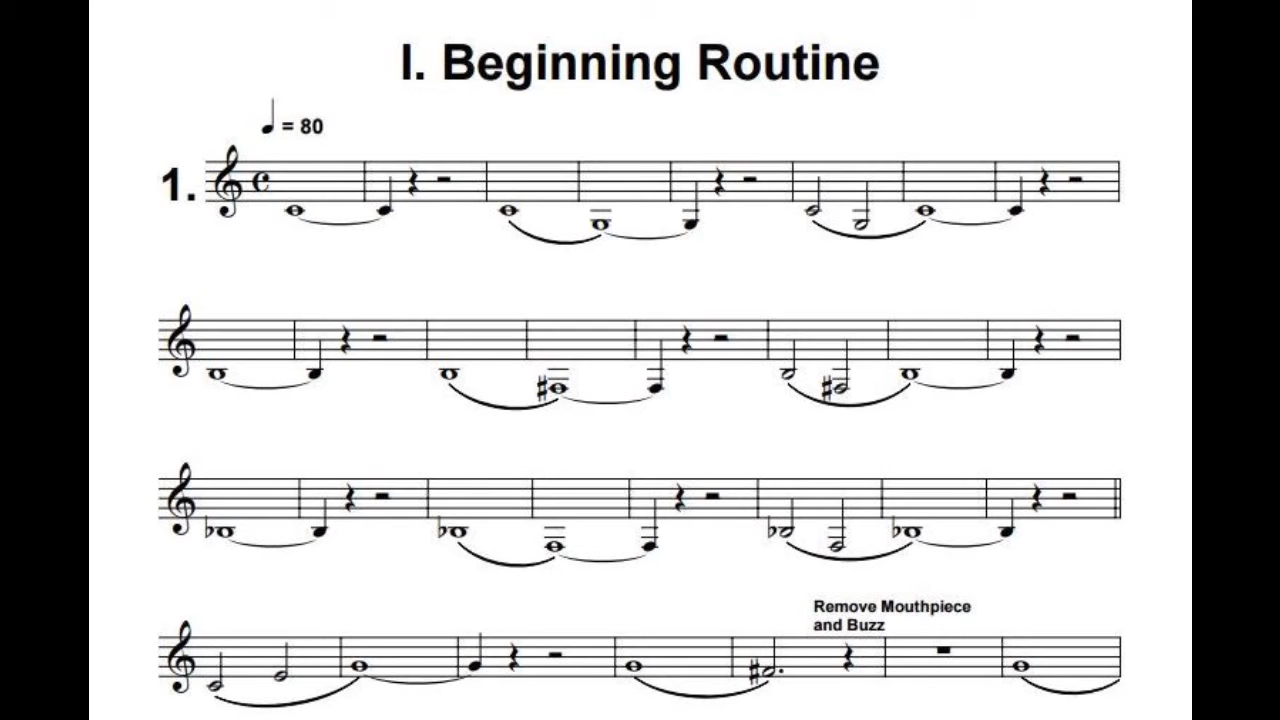 I. Beginning Routine
= 80
1.
Remove Mouthpiece
and Buzz